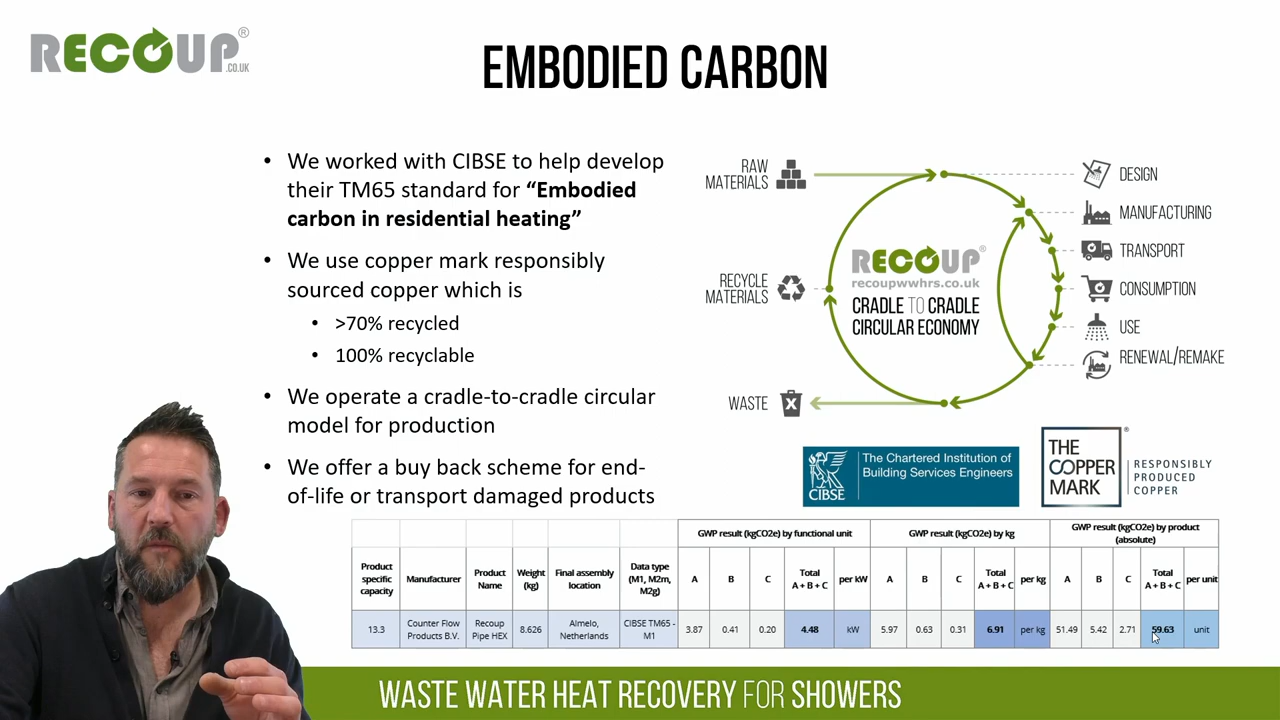 RECOUP®
.CO.UK
EMBODIED CARBON
• We worked with CIBSE to help develop
their TM65 standard for “Embodied
carbon in residential heating”
• We use copper mark responsibly
sourced copper which is
• >70% recycled
• 100% recyclable
• We operate a cradle-to-cradle circular
model for production
• We offer a buy back scheme for end-
of-life or transport damaged products
RAW
MATERIALS
RECYCLE
MATERIALS
WASTE
RECOUP®
recoupwwhrs.co.uk
CRADLE TO CRADLE
CIRCULAR ECONOMY
DESIGN
MANUFACTURING
TRANSPORT
CONSUMPTION
USE
RENEWAL/REMAKE
CIBSE
The Chartered Institution of
Building Services Engineers
THE
COPPER
MARK
®
RESPONSIBLY
PRODUCED
COPPER
GWP result (kgCO2e) by functional unit
GWP result (kgCO2e) by kg
GWP result (kgCO2e) by product
(absolute)
Product
specific
capacity
Manufacturer
Product
Name
Weight
(kg)
Final assembly
location
Data type
(M1, M2m,
M2g)
A B C
Total
A + B + C
per kW
A B C
Total
A + B + C
per kg
A B C
Total
A + B + C
per unit
13.3
Counter Flow
Products B.V.
Recoup
Pipe HEX
8.626
Almelo,
Netherlands
CIBSE TM65 -
M1
3.87 0.41 0.20 4.48 kW 5.97 0.63 0.31 6.91 per kg 51.49 5.42 2.71 59.63 unit
WASTE WATER HEAT RECOVERY FOR SHOWERS